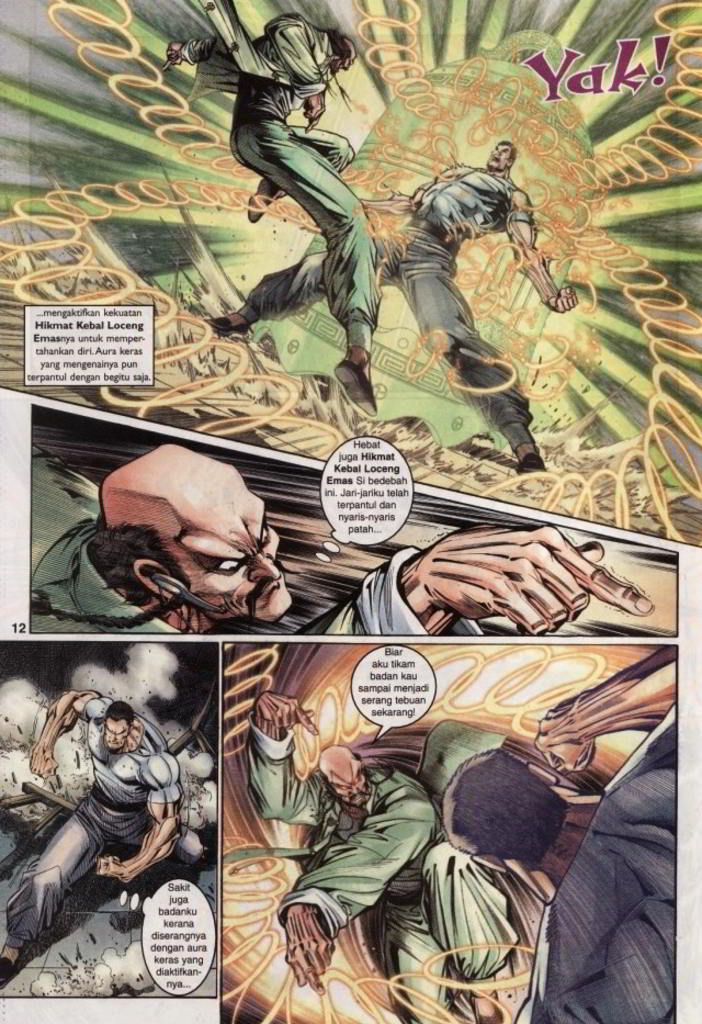 Yak!
...mengaktifkan kekuatan
Hikmat Kebal Loceng
Emasnya untuk memper-
tahankan diri. Aura keras
yang mengenainya pun
terpantul dengan begitu saja.
Hebat
juga Hikmat
Kebal Loceng
Emas Si bedebah
ini. Jari-jariku telah
terpantul dan
nyaris-nyaris
patah...
12
Sakit
juga
badanku
kerana
diserangnya
dengan aura
keras yang
diaktifkan-
nya...
Biar
aku tikam
badan kau
sampai menjadi
serang tebuan
sekarang!